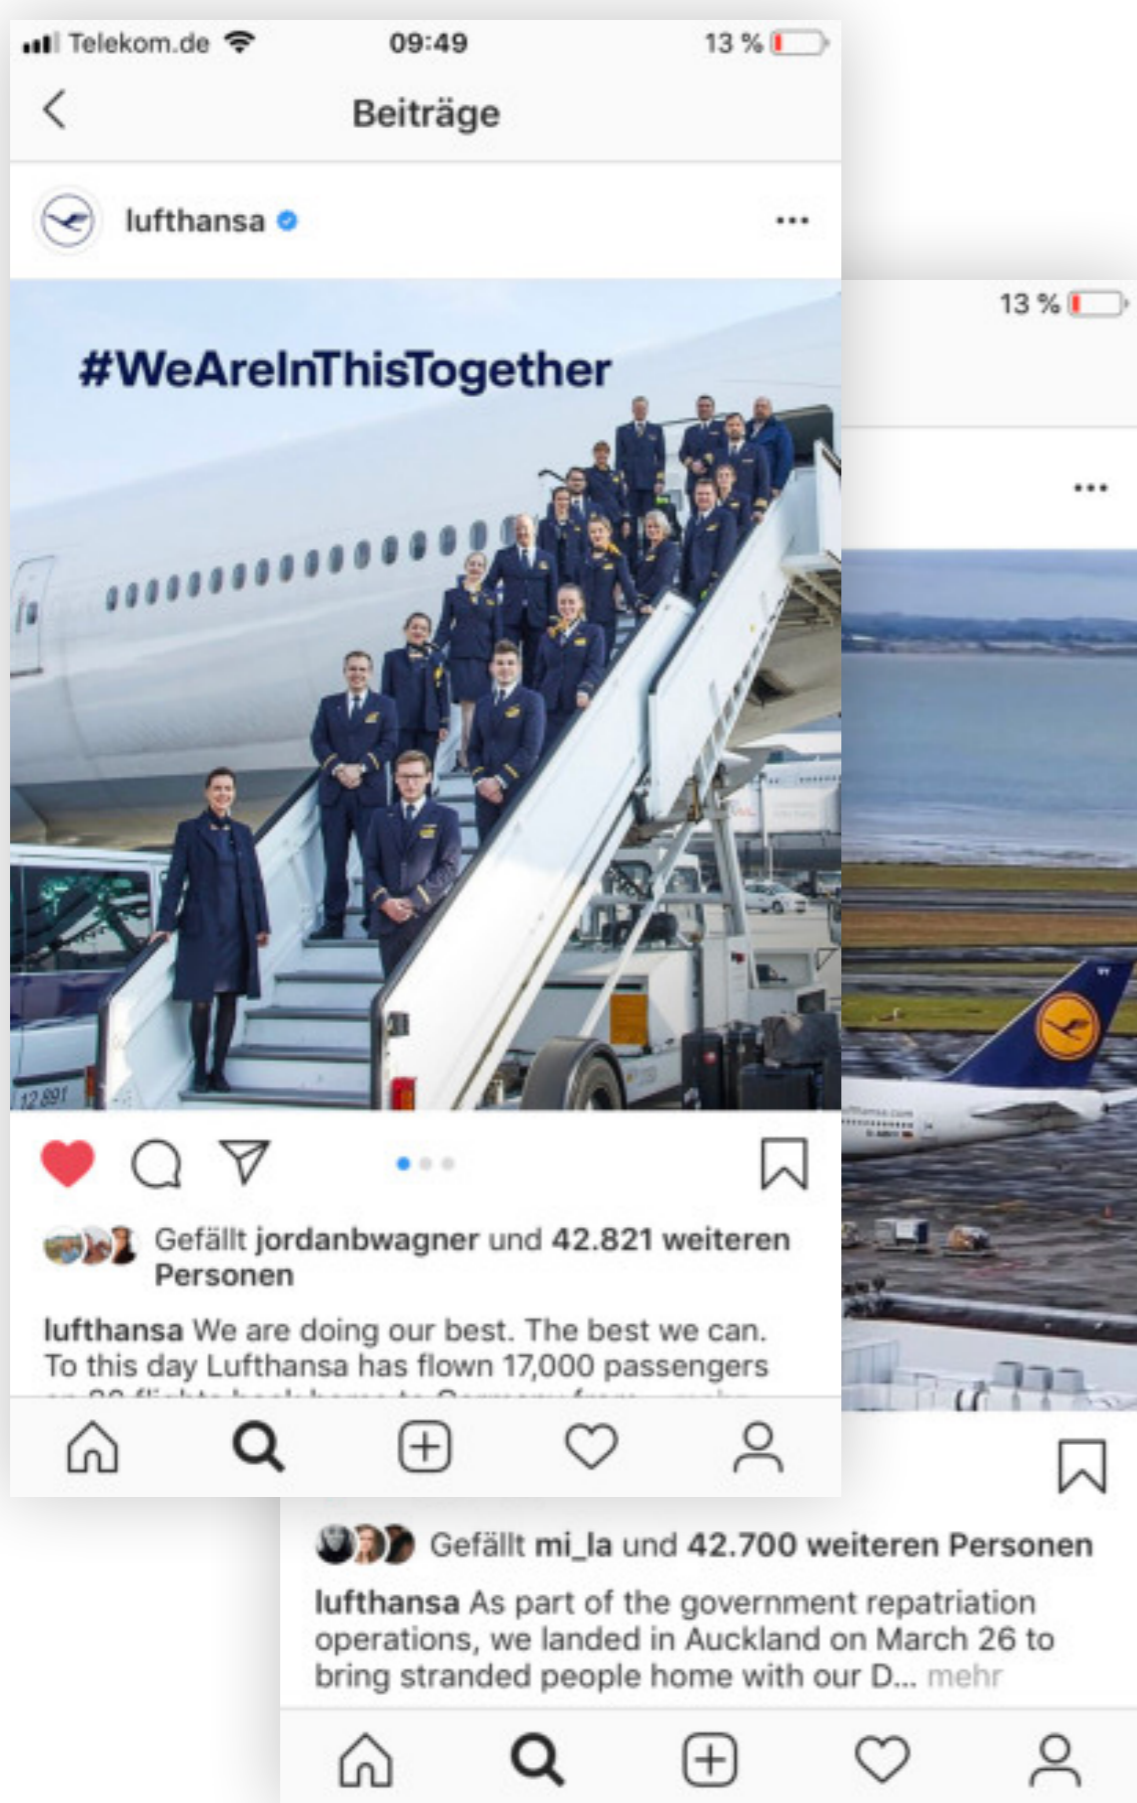 Telekom.de 09:49 13 %
Beiträge
lufthansa
#WeAreInThisTogether
12 891
Gefällt jordanbwagner und 42.821 weiteren
Personen
lufthansa We are doing our best. The best we can.
To this day Lufthansa has flown 17,000 passengers
13 %
Gefällt mi_la und 42.700 weiteren Personen
lufthansa As part of the government repatriation
operations, we landed in Auckland on March 26 to
bring stranded people home with our D... mehr